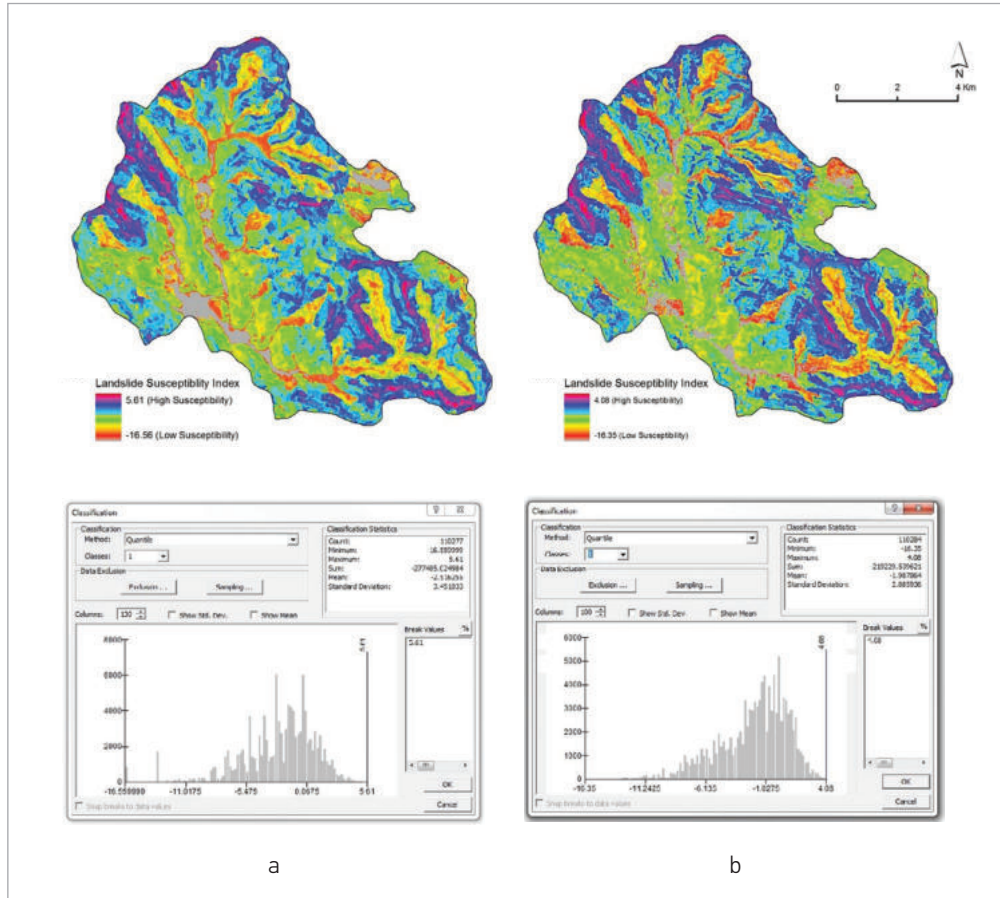 N
0 2 4 Km
Landslide Susceptiblity Index
5.61 (High Susceptibility)
-16.56 (Low Susceptibility)
Landslide Susceptiblity Index
4.08 (High Susceptibility)
-16.35 (Low Susceptibility)
Classification
Classification
Method: Quantile
Classes: 1
Data Exclusion
Exclusion ... Sampling ...
Classification Statistics
Count:
Minimum:
Maximum: 5.61
Sum:
Mean:
Standard Deviation:
Columns: 100 Show Std. Dev. Show Mean
Break Values %
5.61
5.61
8000
6000
4000
2000
0
-11.0175 -5.475 0.0675 5.61
OK
Snap breaks to data values
Cancel
Classification
Classification
Method: Quantile
Classes:
Data Exclusion
Exclusion ... Sampling ...
Classification Statistics
Count: 110284
Minimum: -16.35
Maximum: 4.08
Sum:
Mean: -1.987864
Standard Deviation:
Columns: 100 Show Std. Dev. Show Mean
Break Values %
4.08
4.08
6000
5000
4000
3000
2000
1000
0
-16.35 -11.2425 -6.135 -1.0275 4.08
OK
Snap breaks to data values
Cancel
a b